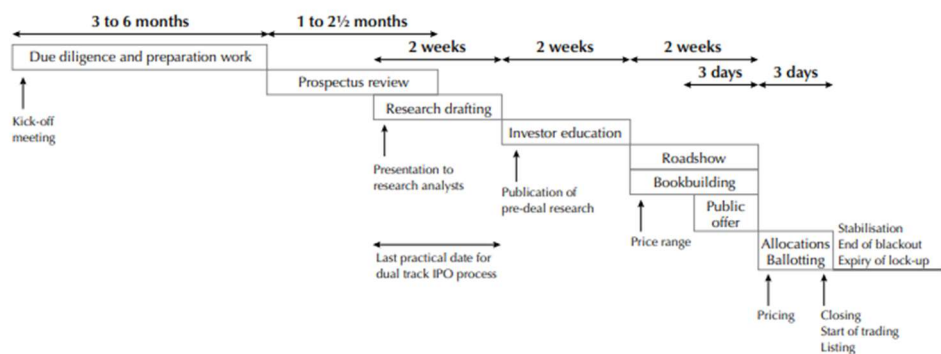 3 to 6 months
1 to 2½ months
2 weeks
2 weeks
2 weeks
3 days
3 days
Due diligence and preparation work
Prospectus review
Research drafting
Investor education
Roadshow
Bookbuilding
Public
offer
Allocations
Ballotting
Stabilisation
End of blackout
Expiry of lock-up
Kick-off
meeting
Presentation to
research analysts
Publication of
pre-deal research
Price range
Last practical date for
dual track IPO process
Pricing
Closing
Start of trading
Listing